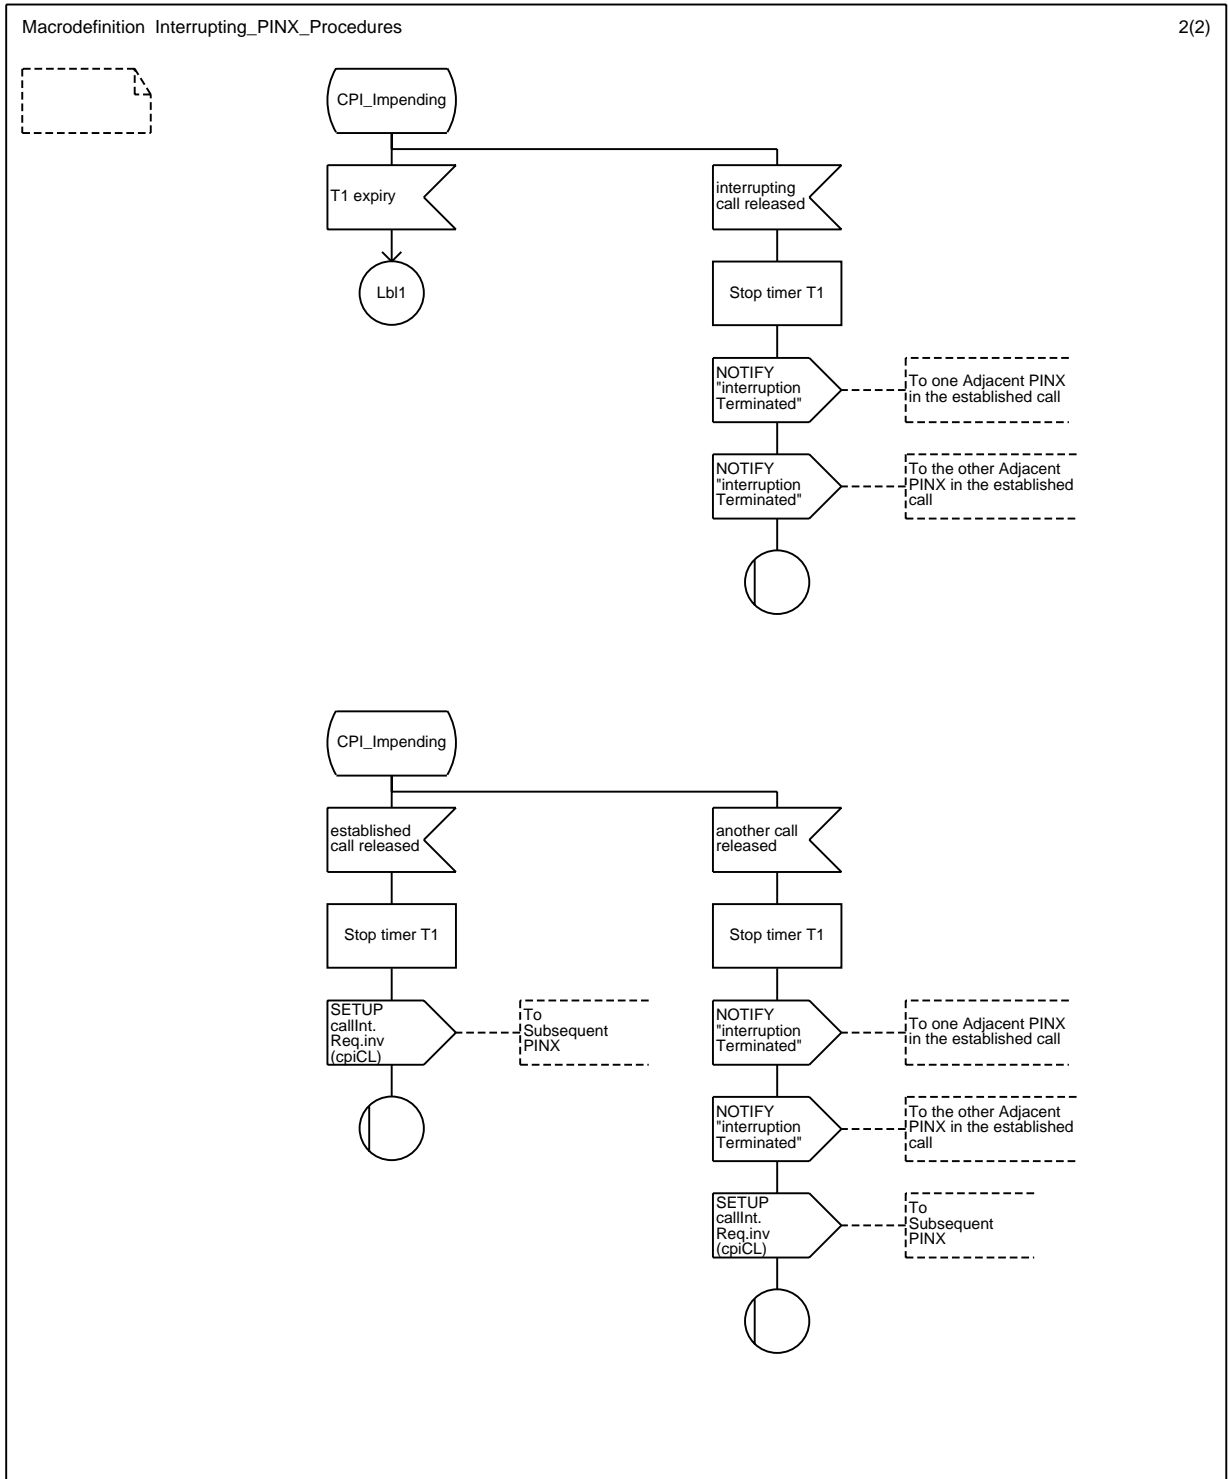 Macrodefinition Interrupting_PINX_Procedures
2(2)
CPI_Impending
T1 expiry
Lbl1
interrupting
call released
Stop timer T1
NOTIFY
"interruption
Terminated"
To one Adjacent PINX
in the established call
NOTIFY
"interruption
Terminated"
To the other Adjacent
PINX in the established
call
CPI_Impending
established
call released
Stop timer T1
SETUP
callInt.
Req.inv
(cpiCL)
To
Subsequent
PINX
another call
released
Stop timer T1
NOTIFY
"interruption
Terminated"
To one Adjacent PINX
in the established call
NOTIFY
"interruption
Terminated"
To the other Adjacent
PINX in the established
call
SETUP
callInt.
Req.inv
(cpiCL)
To
Subsequent
PINX